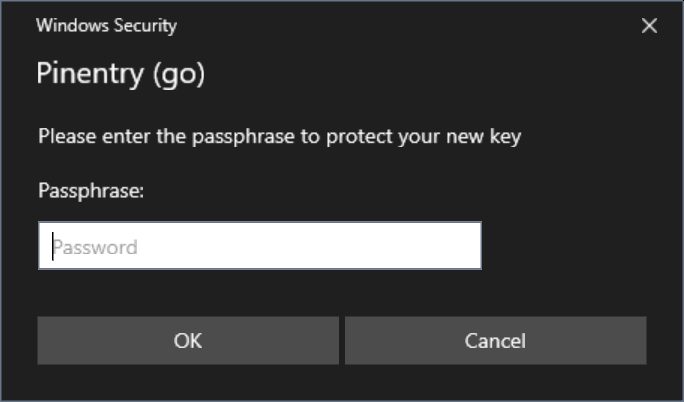 Windows Security
Pinentry (go)
Please enter the passphrase to protect your new key
Passphrase:
Password
OK
Cancel